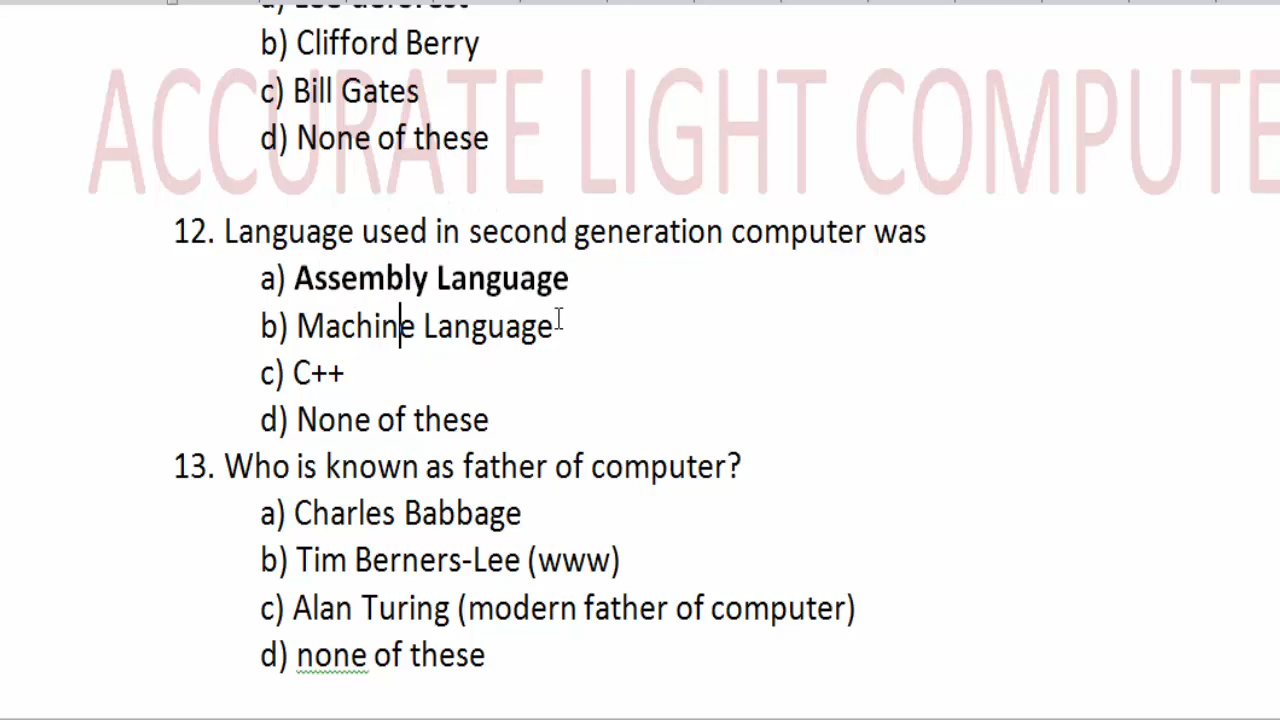 b) Clifford Berry
c) Bill Gates
d) None of these
ACCURATE LIGHT COMPUTE
12. Language used in second generation computer was
a) Assembly Language
b) Machine Language
c) C++
d) None of these
13. Who is known as father of computer?
a) Charles Babbage
b) Tim Berners-Lee (www)
c) Alan Turing (modern father of computer)
d) none of these